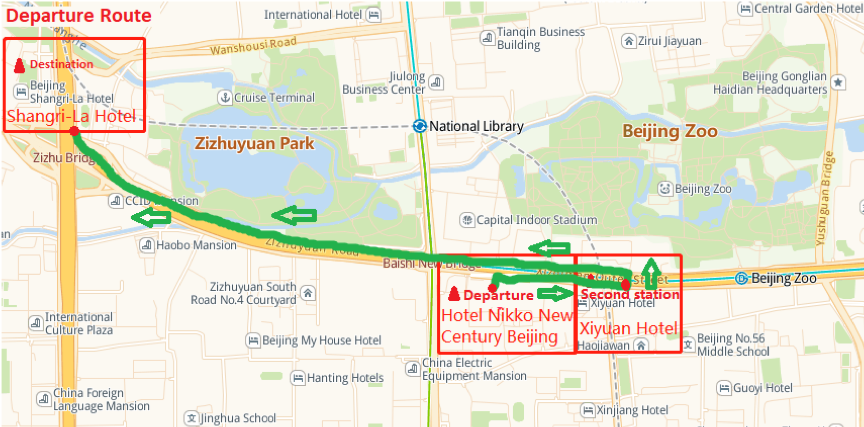 Departure Route
International Hotel
Central Garden Hotel
Tianqin Business
Building
Zirui Jiayuan
Wanshousi Road
Destination
Beijing
Shangri-La Hotel
Shangri-La Hotel
Cruise Terminal
Jiulong
Business Center
Beijing Gonglian
Haidian Headquarters
National Library
Beijing Zoo
Zizhuyuan Park
Zizhu Bridge
Beijing Zoo
CCID Mansion
Yushuguan Bridge
Capital Indoor Stadium
Haobo Mansion
Zizhuyuan Road
Baishi New Bridge
Street
Beijing Zoo
Zizhuyuan South
Road No.4 Courtyard
Departure
Second station
Xiyuan Hotel
Hotel Nikko New
Century Beijing
Xiyuan Hotel
International
Culture Plaza
Beijing My House Hotel
Haojiawan
Beijing No.56
Middle School
China Electric
Equipment Mansion
Hanting Hotels
Guoyi Hotel
China Foreign
Language Mansion
Jinghua School
Xinjiang Hotel